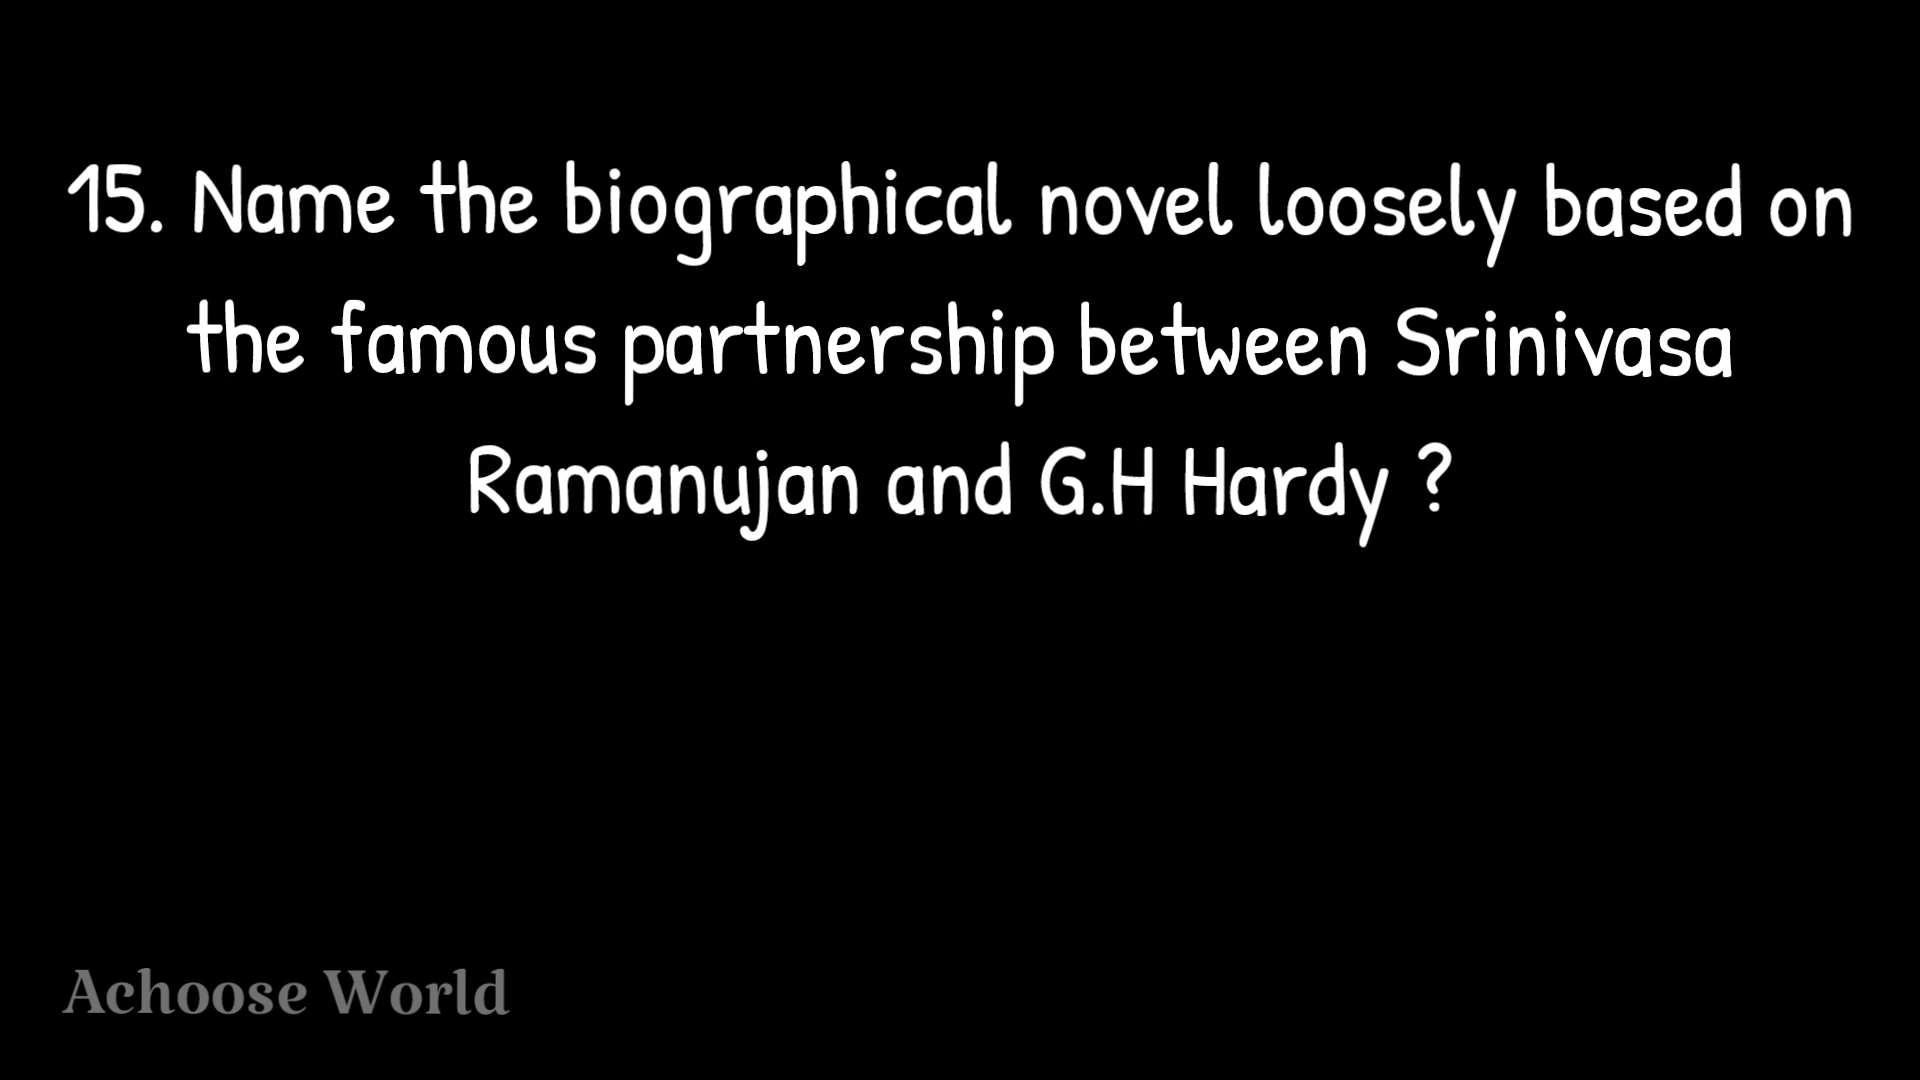 15. Name the biographical novel loosely based on
the famous partnership between Srinivasa
Ramanujan and G.H Hardy ?
Achoose World